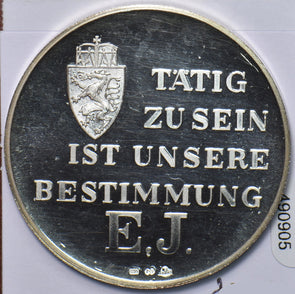 TÄTIG
ZU SEIN
IST UNSERE
BESTIMMUNG
E.J.
490905